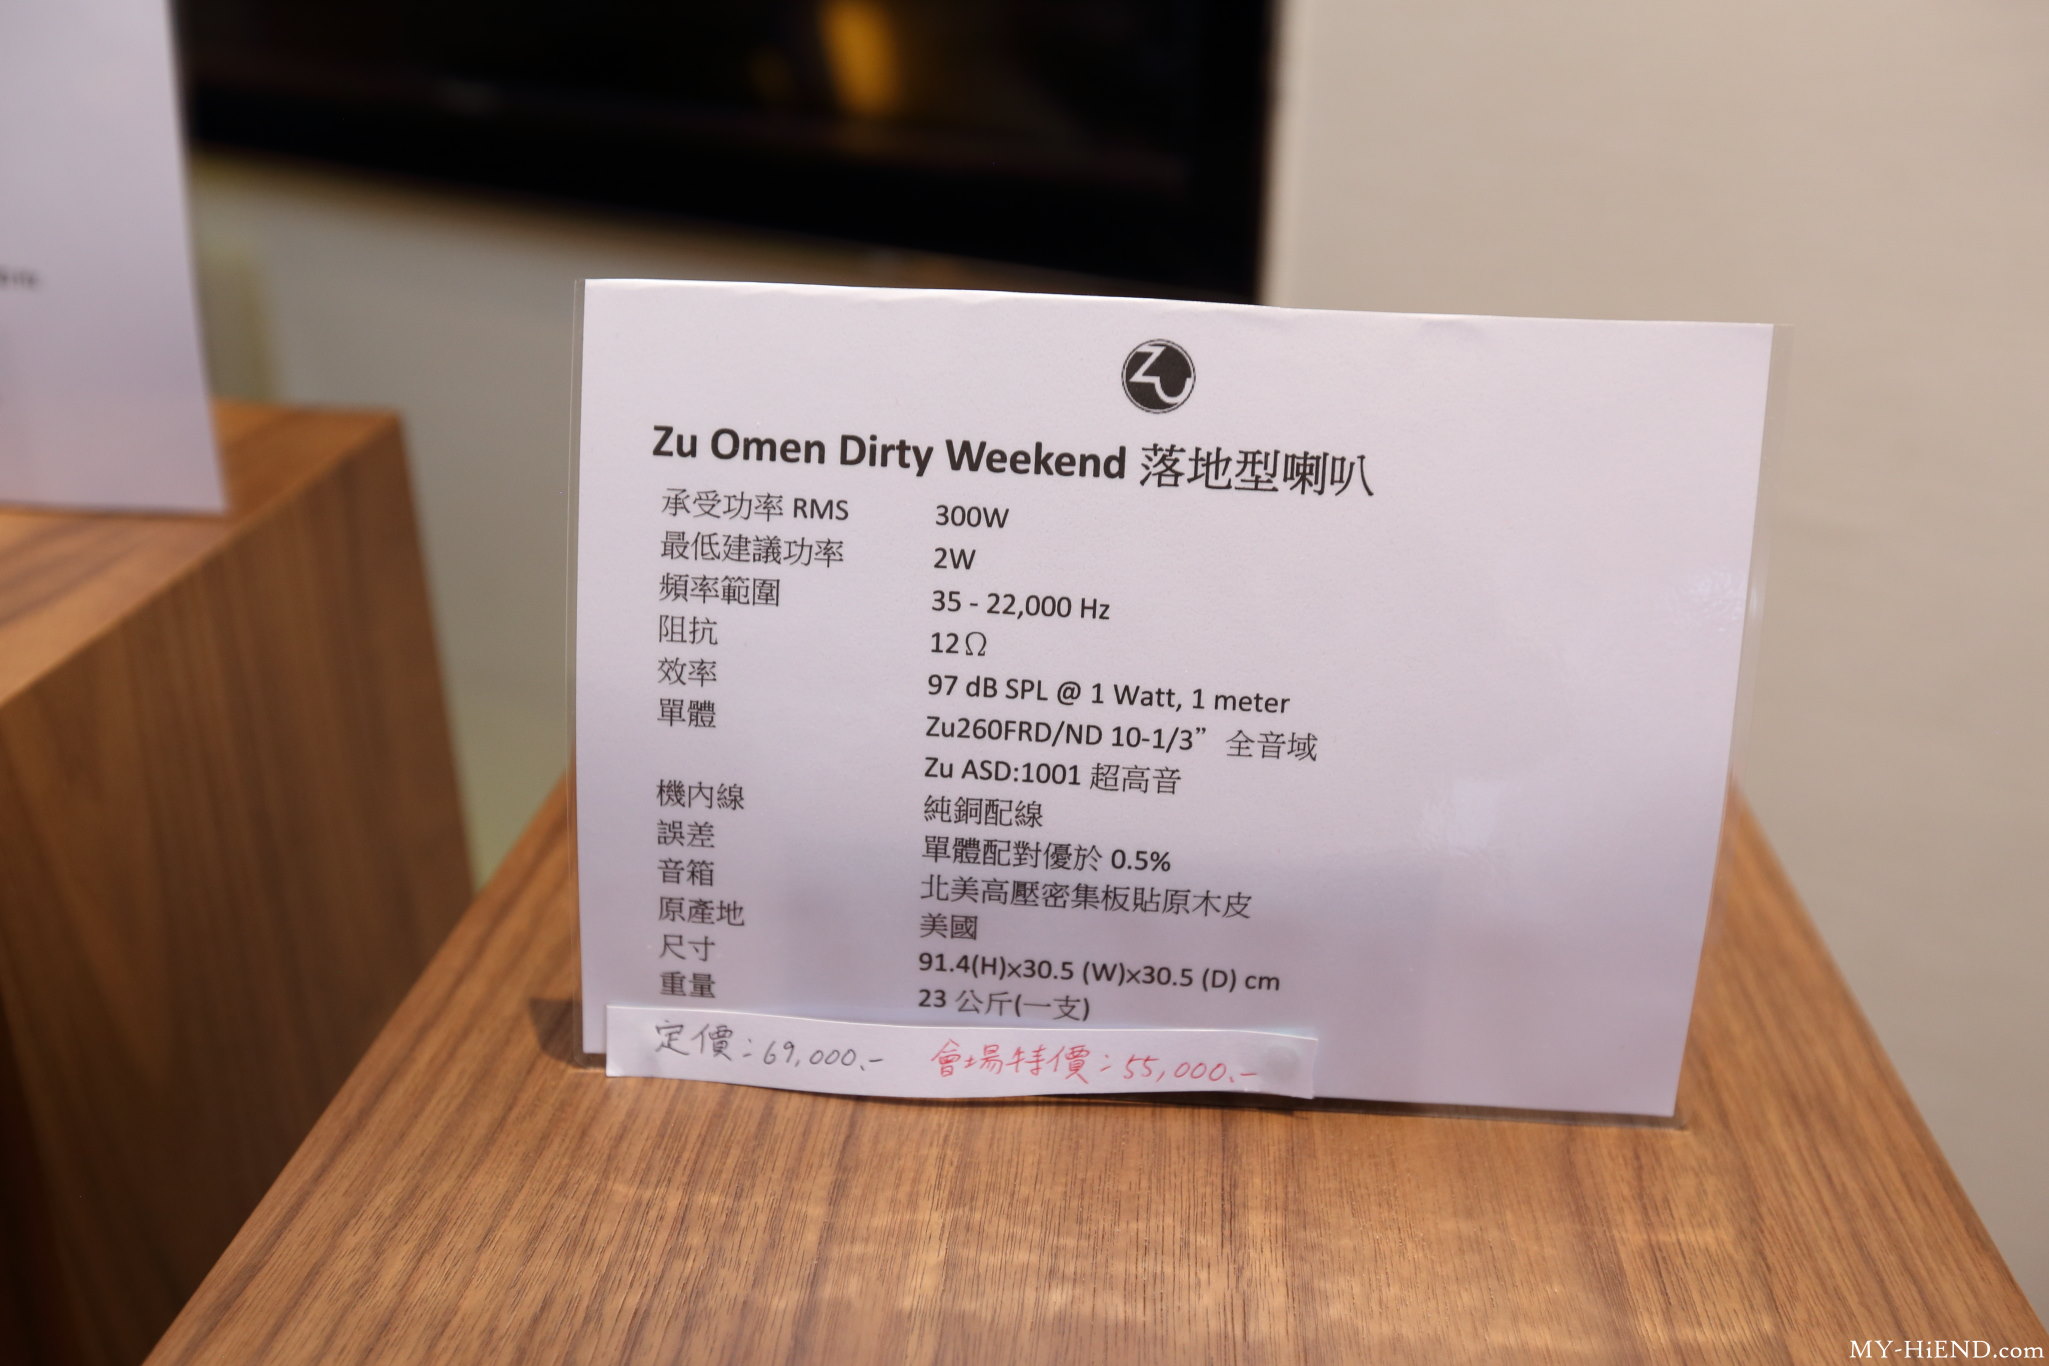 ZU
Zu Omen Dirty Weekend 落地型喇叭
承受功率 RMS 300W
最低建議功率 2W
頻率範圍 35 - 22,000 Hz
阻抗 12Ω
效率 97 dB SPL @ 1 Watt, 1 meter
單體 Zu260FRD/ND 10-1/3” 全音域
Zu ASD:1001 超高音
機內線 純銅配線
誤差 單體配對優於 0.5%
音箱 北美高壓密集板貼原木皮
原產地 美國
尺寸 91.4(H)×30.5 (W)×30.5 (D) cm
重量 23 公斤(一支)
定價:69,000.- 會場特價:55,000.-
MY-HiEND.com